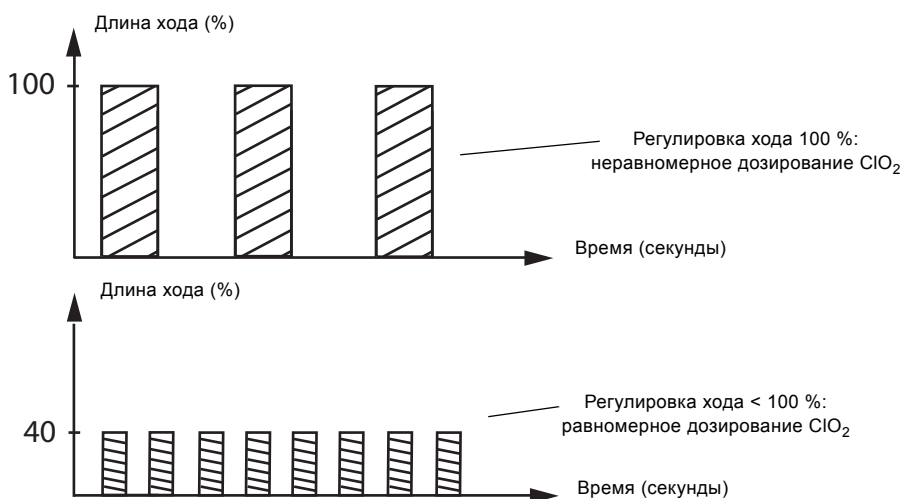 Длина хода (%)
100
Регулировка хода 100 %:
неравномерное дозирование ClO₂
Время (секунды)
Длина хода (%)
Регулировка хода < 100 %:
40
равномерное дозирование ClO₂
Время (секунды)